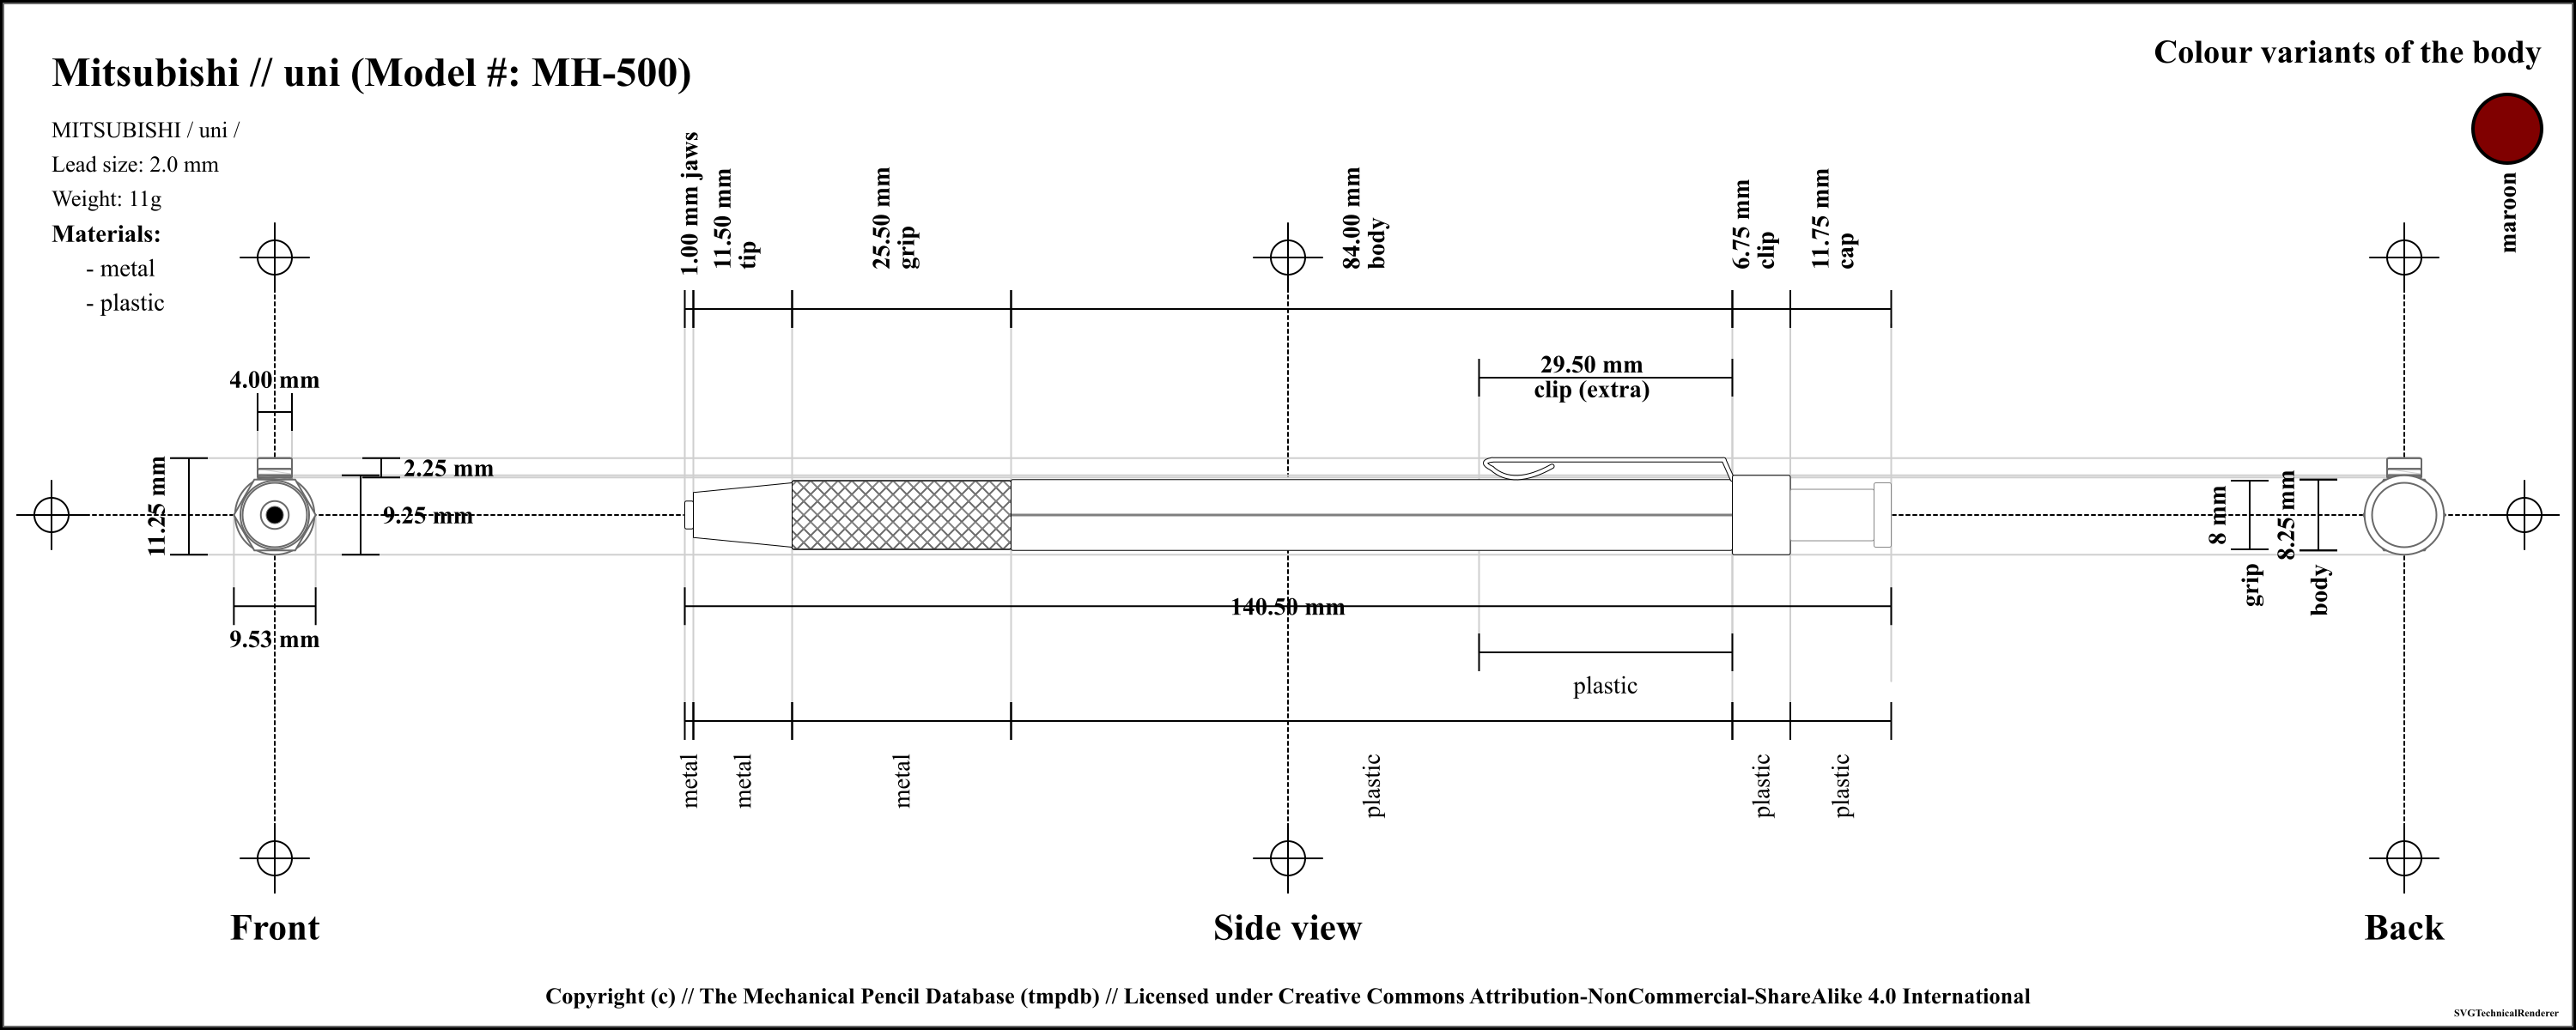 Mitsubishi // uni (Model #: MH-500)
Colour variants of the body
MITSUBISHI / uni /
Lead size: 2.0 mm
Weight: 11g
Materials:
- metal
- plastic
maroon
1.00 mm jaws
11.50 mm
tip
25.50 mm
grip
84.00 mm
body
6.75 mm
clip
11.75 mm
cap
29.50 mm
clip (extra)
4.00 mm
2.25 mm
11.25 mm
9.25 mm
9.53 mm
8 mm
grip
8.25 mm
body
140.50 mm
plastic
metal
metal
metal
plastic
plastic
plastic
Front
Side view
Back
Copyright (c) // The Mechanical Pencil Database (tmpdb) // Licensed under Creative Commons Attribution-NonCommercial-ShareAlike 4.0 International
SVGTechnicalRenderer